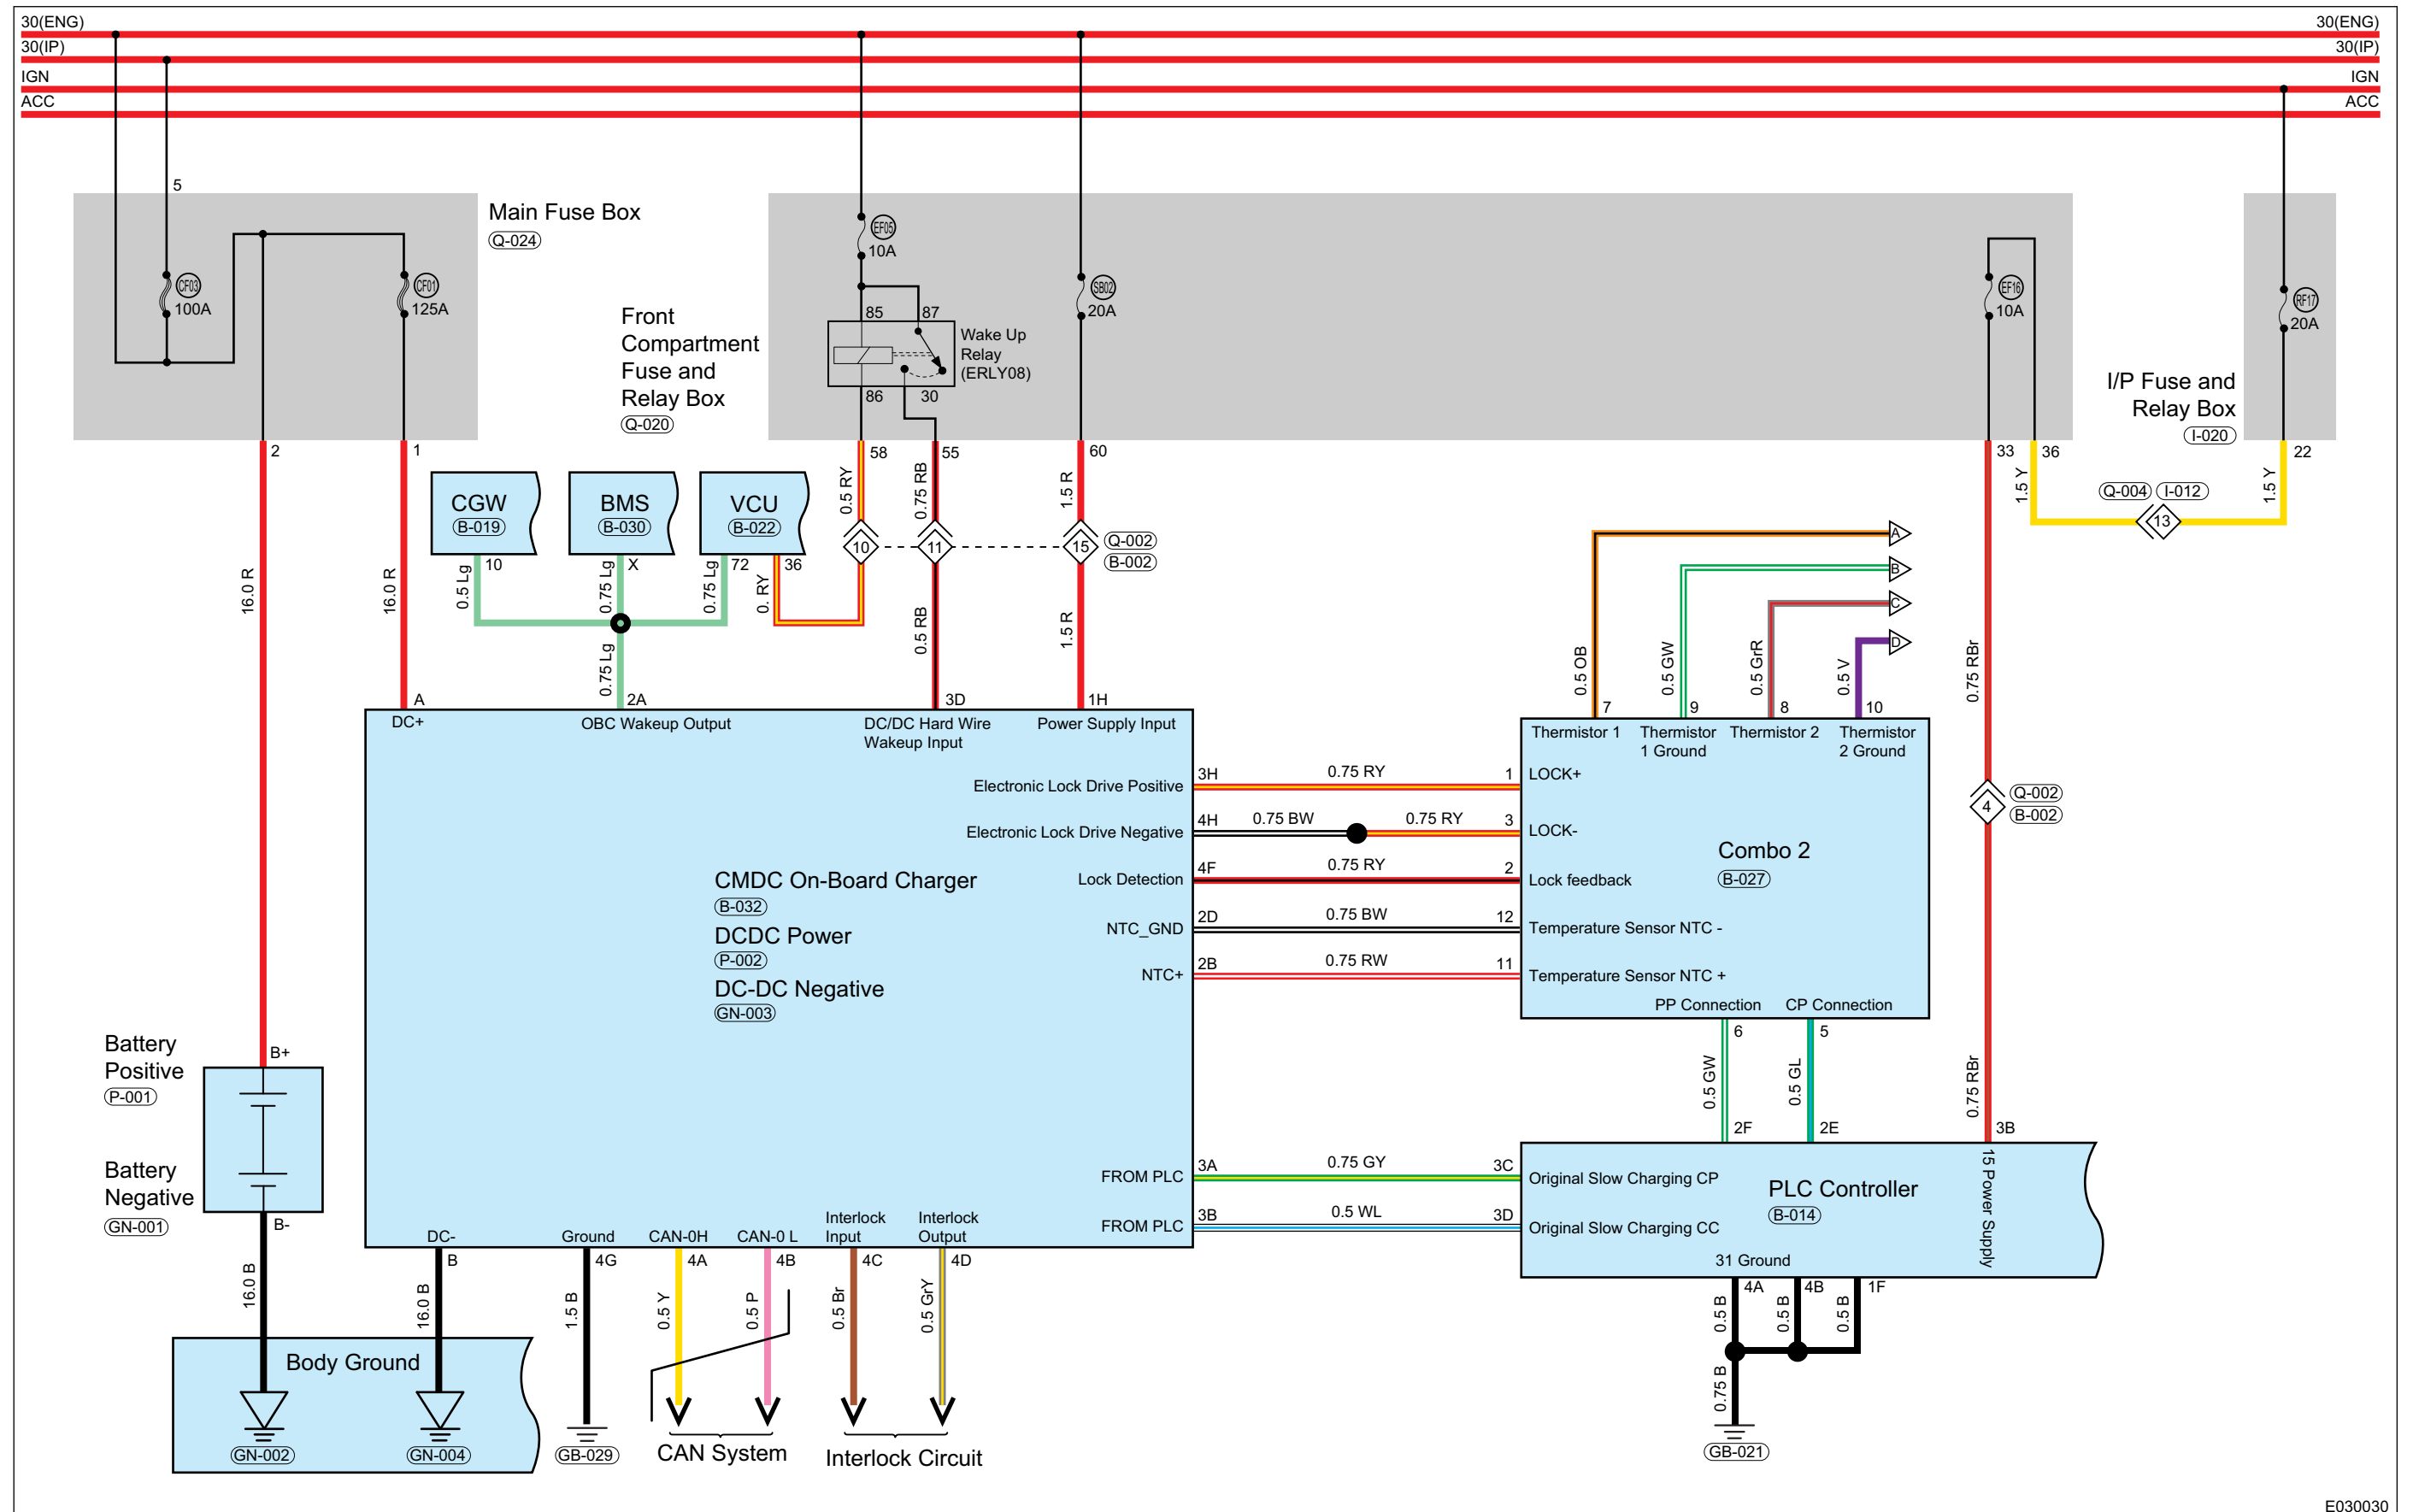 30(ENG)
30(ENG)
30(IP)
30(IP)
IGN
IGN
ACC
ACC
5
Main Fuse Box
Q-024
CF03
100A
CF01
125A
2
1
Front
Compartment
Fuse and
Relay Box
Q-020
EF05
10A
85
87
Wake Up
Relay
(ERLY08)
86
30
SB02
20A
EF16
10A
RF17
20A
I/P Fuse and
Relay Box
I-020
58
55
60
33
36
22
0.5 RY
0.75 RB
1.5 R
1.5 Y
1.5 Y
Q-004
I-012
13
CGW
B-019
BMS
B-030
VCU
B-022
10
X
72
36
10
11
15
Q-002
B-002
16.0 R
16.0 R
0.5 Lg
0.75 Lg
0.75 Lg
0. RY
0.5 RB
1.5 R
0.75 Lg
A
B
C
D
0.5 OB
0.5 GW
0.5 GrR
0.5 V
0.75 RBr
A
2A
3D
1H
7
9
8
10
DC+
OBC Wakeup Output
DC/DC Hard Wire
Wakeup Input
Power Supply Input
Thermistor 1
Thermistor
1 Ground
Thermistor 2
Thermistor
2 Ground
Electronic Lock Drive Positive
3H
0.75 RY
1
LOCK+
Electronic Lock Drive Negative
4H
0.75 BW
0.75 RY
3
LOCK-
4
Q-002
B-002
Combo 2
B-027
CMDC On-Board Charger
B-032
DCDC Power
P-002
DC-DC Negative
GN-003
Lock Detection
4F
0.75 RY
2
Lock feedback
NTC_GND
2D
0.75 BW
12
Temperature Sensor NTC -
NTC+
2B
0.75 RW
11
Temperature Sensor NTC +
PP Connection
CP Connection
6
5
0.5 GW
0.5 GL
0.75 RBr
2F
2E
3B
Battery
Positive
P-001
B+
Battery
Negative
GN-001
B-
FROM PLC
3A
0.75 GY
3C
Original Slow Charging CP
FROM PLC
3B
0.5 WL
3D
Original Slow Charging CC
PLC Controller
B-014
15 Power Supply
31 Ground
4A
4B
1F
0.5 B
0.5 B
0.5 B
0.75 B
GB-021
DC-
Ground
CAN-0H
CAN-0 L
Interlock
Input
Interlock
Output
B
4G
4A
4B
4C
4D
16.0 B
16.0 B
1.5 B
0.5 Y
0.5 P
0.5 Br
0.5 GrY
Body Ground
GN-002
GN-004
GB-029
CAN System
Interlock Circuit
E030030